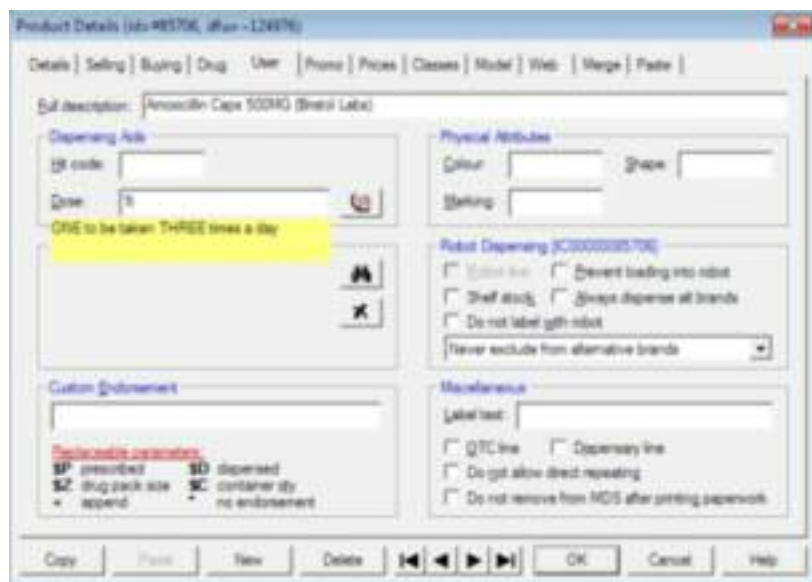 Product Details
Details | Selling | Buying | Drug User | Promo | Prices | Classes | Model | Web | Merge | Paste |
Full description: Amoxicillin Caps 500MG (Bristol Labs)
Dispensing Aids
Hit code:
Dose:
ONE to be taken THREE times a day
Physical Attributes
Colour: Shape:
Marking:
Robot Dispensing [IC00000085706]
Robot line Prevent loading into robot
Shelf stock Always dispense all brands
Do not label with robot
Never exclude from alternative brands
Custom Endorsement
Replaceable parameters:
$P prescribed $D dispensed
$Z drug pack size $C container qty
+ append no endorsement
Miscellaneous
Label text:
OTC line Dispensary line
Do not allow direct repeating
Do not remove from MDS after printing paperwork
Copy Paste New Delete OK Cancel Help